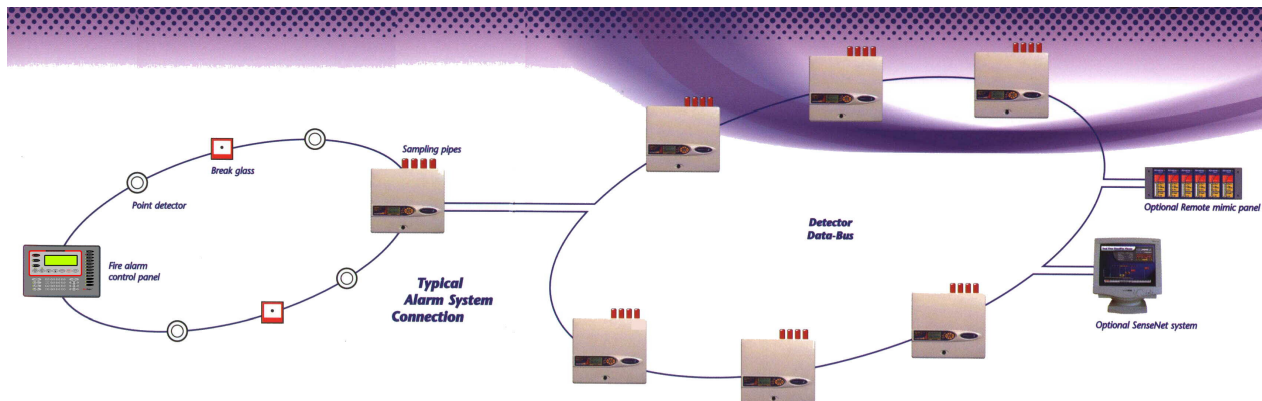 Sampling pipes
Break glass
Point detector
Fire alarm
control panel
Typical
Alarm System
Connection
Detector
Data-Bus
Optional Remote mimic panel
Optional SenseNet system